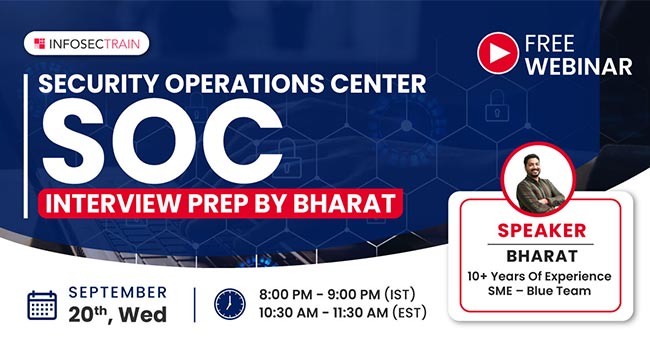 INFOSECTRAIN
FREE
WEBINAR
SECURITY OPERATIONS CENTER
SOC
INTERVIEW PREP BY BHARAT
SPEAKER
BHARAT
10+ Years Of Experience
SME – Blue Team
SEPTEMBER
20th, Wed
8:00 PM - 9:00 PM (IST)
10:30 AM - 11:30 AM (EST)